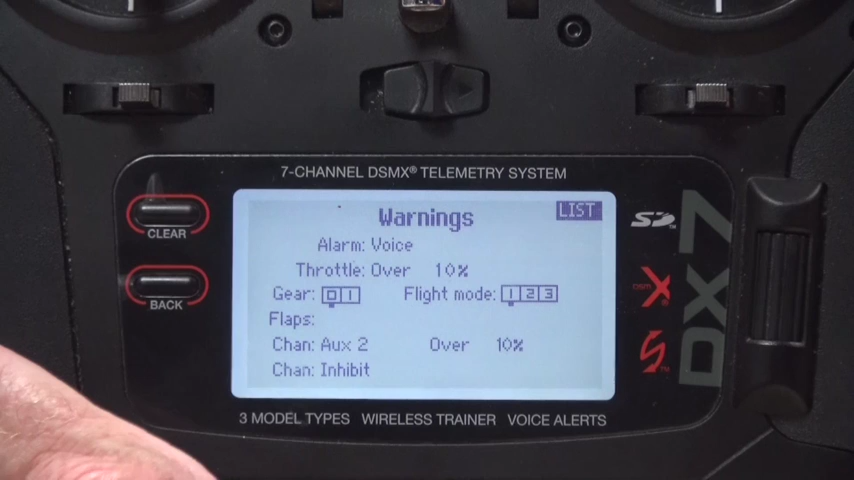 7-CHANNEL DSMX® TELEMETRY SYSTEM
LIST
Warnings
Alarm: Voice
Throttle: Over 10%
Gear: 0 1 Flight mode: 1 2 3
Flaps:
Chan: Aux 2 Over 10%
Chan: Inhibit
CLEAR
BACK
SD™
DSM X®
DX7
3 MODEL TYPES WIRELESS TRAINER VOICE ALERTS